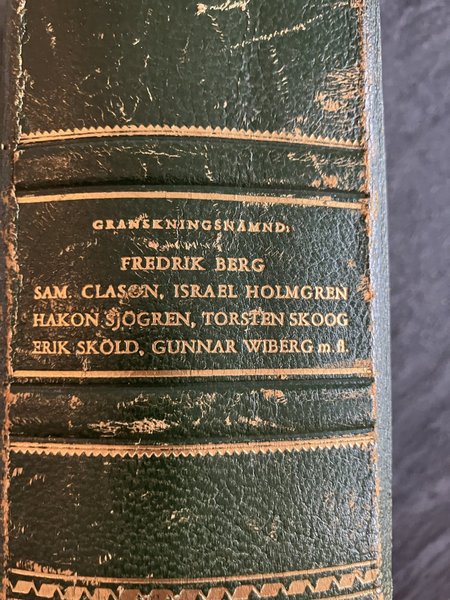 GRANSKNINGSNÄMND:
FREDRIK BERG
SAM. CLASON, ISRAEL HOLMGREN
HAKON SJÖGREN, TORSTEN SKOOG
ERIK SKÖLD, GUNNAR WIBERG m. fl.